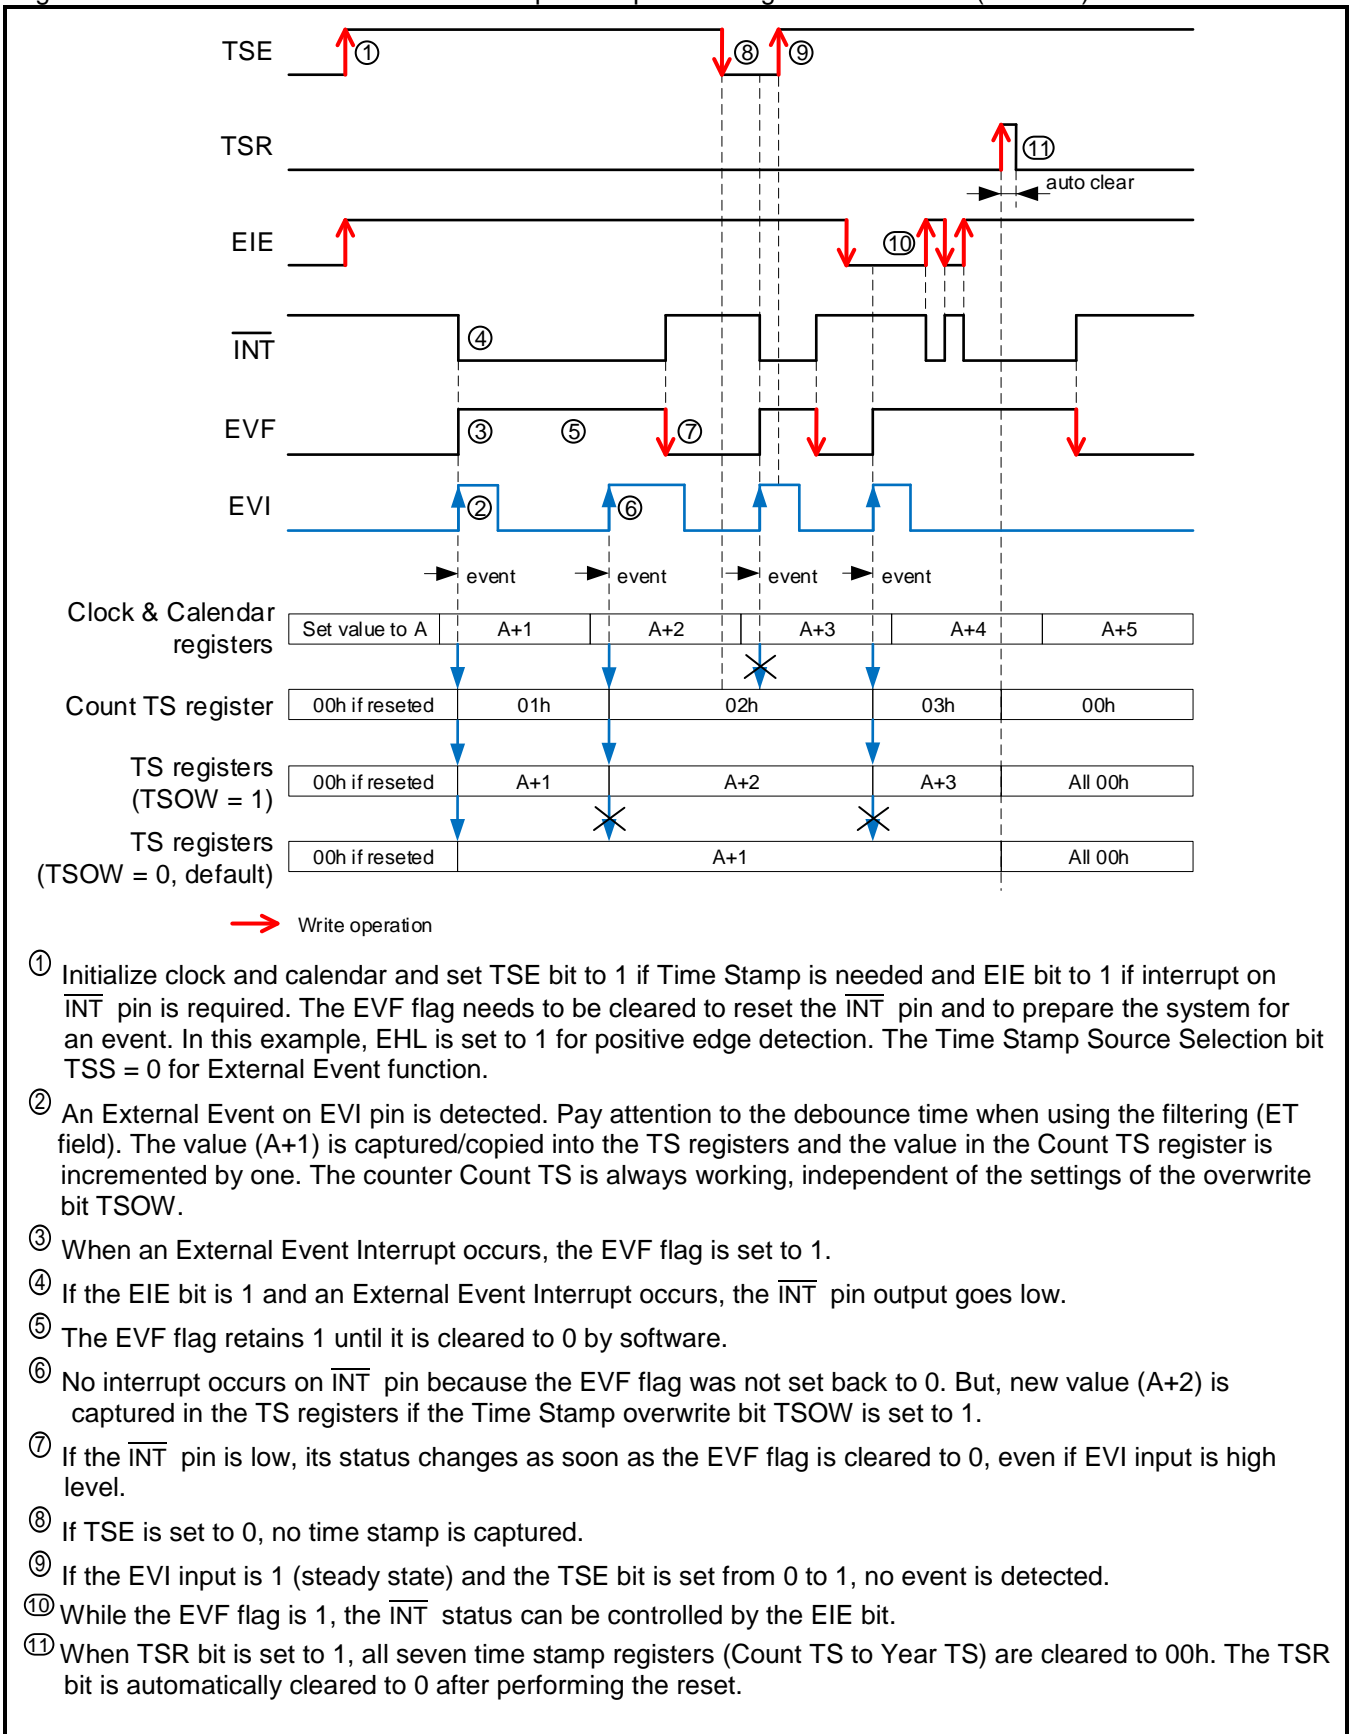 TSE ① ⑧ ⑨
TSR ⑪
auto clear
EIE ⑩
INT ④
EVF ③ ⑤ ⑦
EVI ② ⑥
event event event event
Clock & Calendar
registers
Set value to A A+1 A+2 A+3 A+4 A+5
Count TS register 00h if reseted 01h 02h 03h 00h
TS registers
(TSOW = 1)
00h if reseted A+1 A+2 A+3 All 00h
TS registers
(TSOW = 0, default)
00h if reseted A+1 All 00h
Write operation
① Initialize clock and calendar and set TSE bit to 1 if Time Stamp is needed and EIE bit to 1 if interrupt on
INT pin is required. The EVF flag needs to be cleared to reset the INT pin and to prepare the system for
an event. In this example, EHL is set to 1 for positive edge detection. The Time Stamp Source Selection bit
TSS = 0 for External Event function.
② An External Event on EVI pin is detected. Pay attention to the debounce time when using the filtering (ET
field). The value (A+1) is captured/copied into the TS registers and the value in the Count TS register is
incremented by one. The counter Count TS is always working, independent of the settings of the overwrite
bit TSOW.
③ When an External Event Interrupt occurs, the EVF flag is set to 1.
④ If the EIE bit is 1 and an External Event Interrupt occurs, the INT pin output goes low.
⑤ The EVF flag retains 1 until it is cleared to 0 by software.
⑥ No interrupt occurs on INT pin because the EVF flag was not set back to 0. But, new value (A+2) is
captured in the TS registers if the Time Stamp overwrite bit TSOW is set to 1.
⑦ If the INT pin is low, its status changes as soon as the EVF flag is cleared to 0, even if EVI input is high
level.
⑧ If TSE is set to 0, no time stamp is captured.
⑨ If the EVI input is 1 (steady state) and the TSE bit is set from 0 to 1, no event is detected.
⑩ While the EVF flag is 1, the INT status can be controlled by the EIE bit.
⑪ When TSR bit is set to 1, all seven time stamp registers (Count TS to Year TS) are cleared to 00h. The TSR
bit is automatically cleared to 0 after performing the reset.